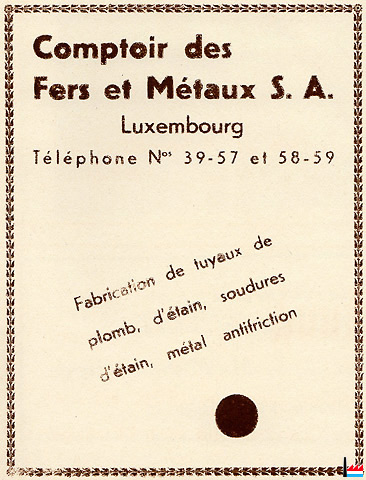 Comptoir des
Fers et Métaux S. A.
Luxembourg
Téléphone Nos 39-57 et 58-59
Fabrication de tuyaux de
plomb, d'étain, soudures
d'étain, métal antifriction